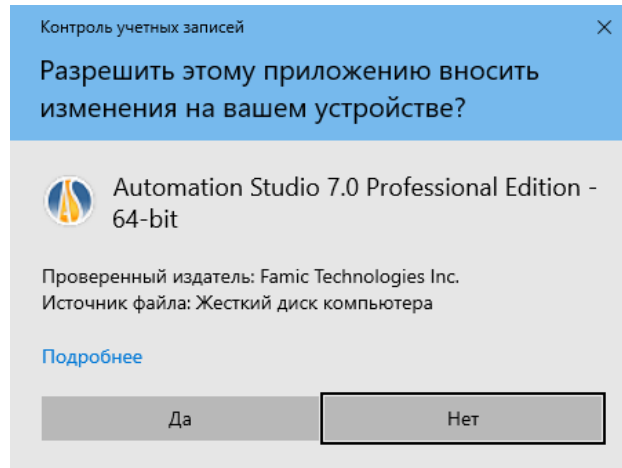 Контроль учетных записей
Разрешить этому приложению вносить
изменения на вашем устройстве?
Automation Studio 7.0 Professional Edition -
64-bit
Проверенный издатель: Famic Technologies Inc.
Источник файла: Жесткий диск компьютера
Подробнее
Да
Нет